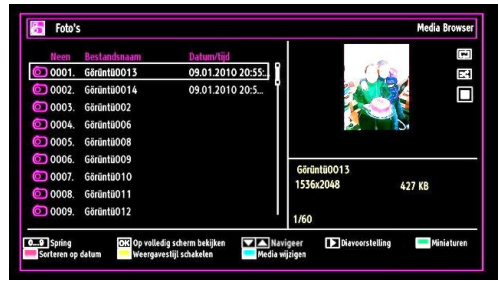 Foto's Media Browser
Neen Bestandsnaam Datum/tijd
0001. Görüntü0013 09.01.2010 20:55:..
0002. Görüntü0014 09.01.2010 20:5...
0003. Görüntü002
0004. Görüntü006
0005. Görüntü008
0006. Görüntü009
0007. Görüntü010
0008. Görüntü011
0009. Görüntü012
Görüntü0013
1536x2048 427 KB
1/60
0...9 Spring OK Op volledig scherm bekijken Navigeer Diavoorstelling Miniaturen
Sorteren op datum Weergavestijl schakelen Media wijzigen